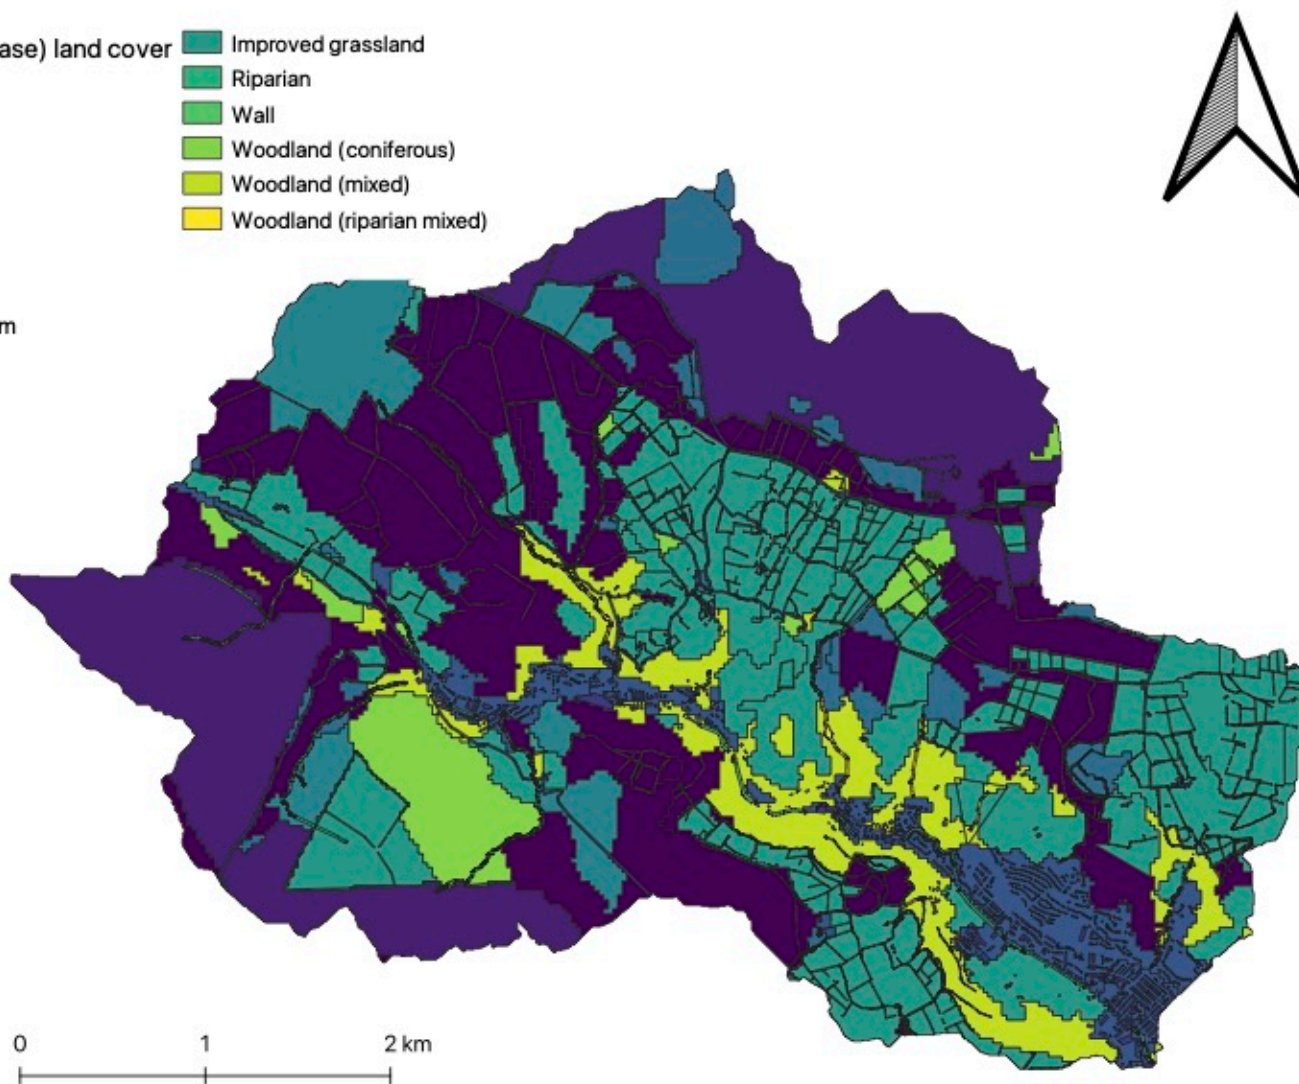 ase) land cover
Improved grassland
Riparian
Wall
Woodland (coniferous)
Woodland (mixed)
Woodland (riparian mixed)
m
0 1 2 km